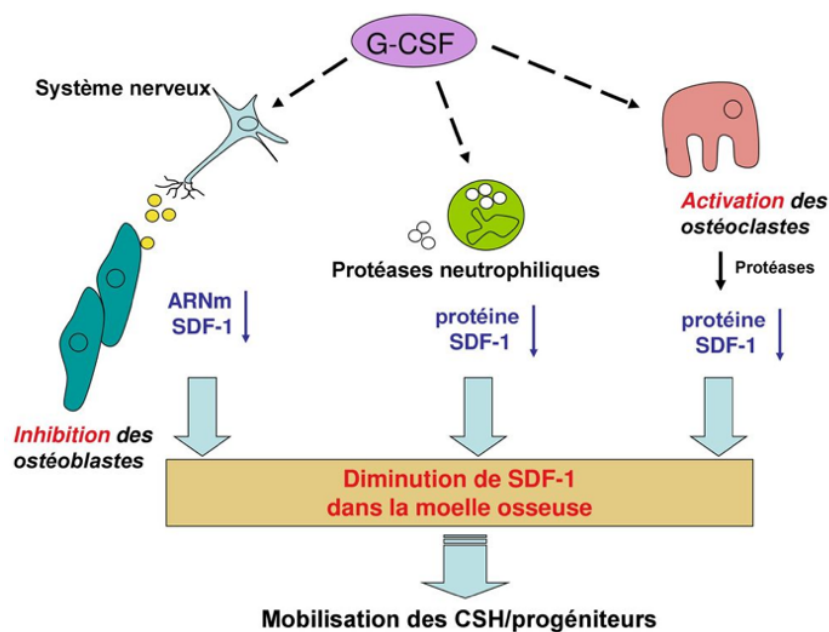 G-CSF
Système nerveux
Activation des
ostéoclastes
Protéases neutrophiliques
Protéases
ARNm
SDF-1
protéine
SDF-1
protéine
SDF-1
Inhibition des
ostéoblastes
Diminution de SDF-1
dans la moelle osseuse
Mobilisation des CSH/progéniteurs